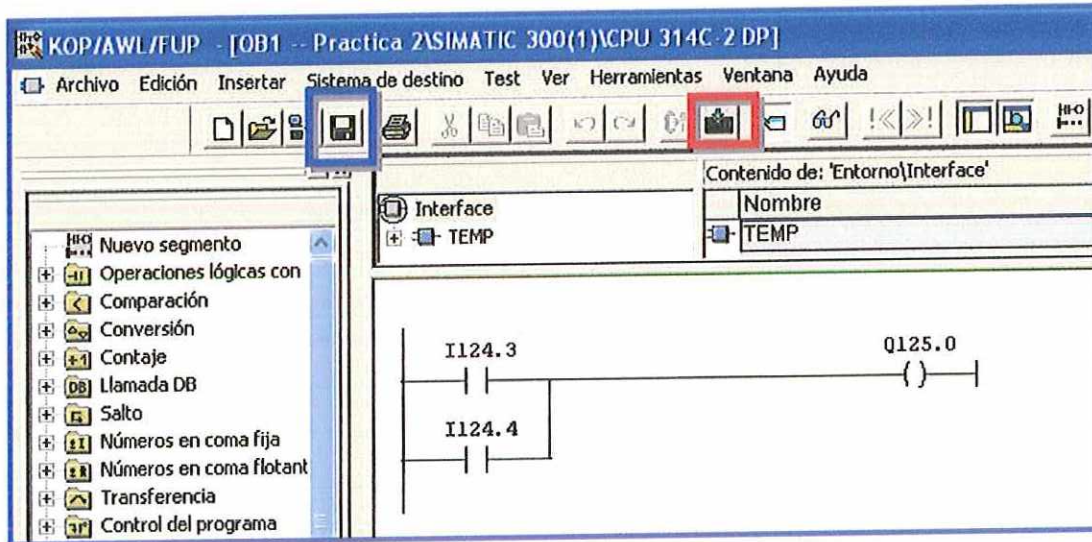 KOP/AWL/FUP - [OB1 -- Practica 2\SIMATIC 300(1)\CPU 314C-2 DP]
Archivo Edición Insertar Sistema de destino Test Ver Herramientas Ventana Ayuda
Contenido de: 'Entorno\Interface'
Interface
Nombre
TEMP
TEMP
Nuevo segmento
Operaciones lógicas con
Comparación
Conversión
Contaje
DB Llamada DB
Salto
Números en coma fija
Números en coma flotant
Transferencia
Control del programa
I124.3
Q125.0
I124.4